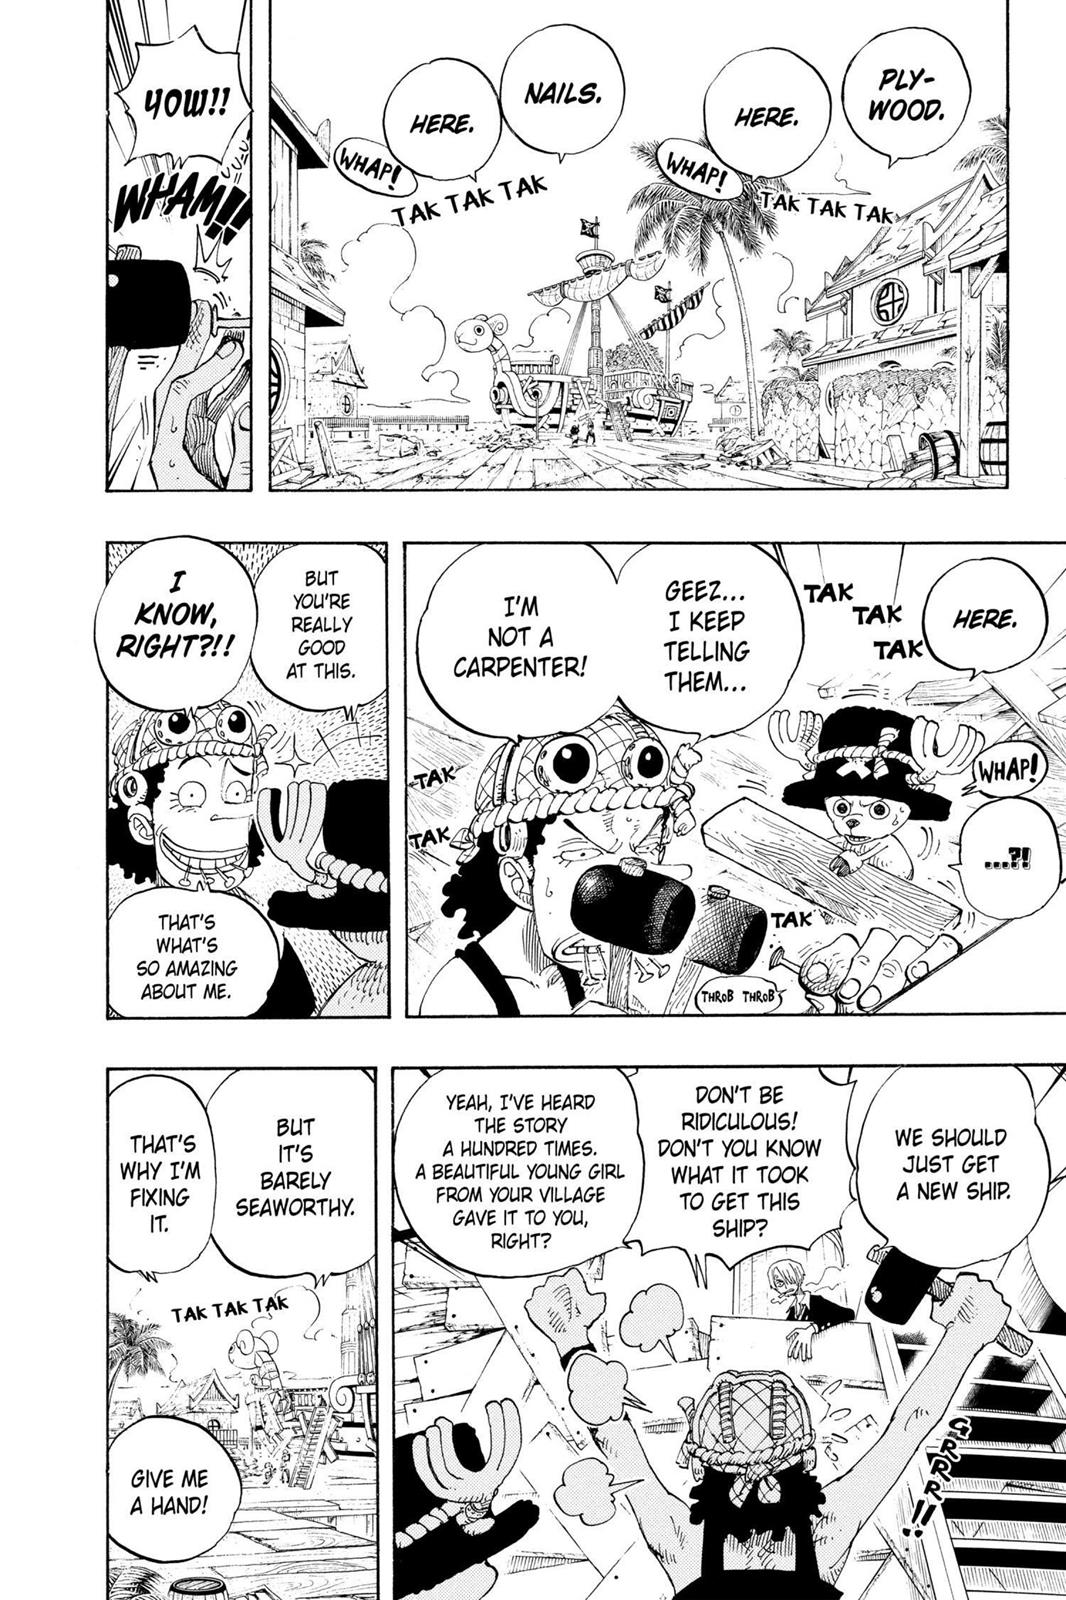 PLY-
WOOD.
HERE.
WHAP!
TAK TAK TAK
NAILS.
HERE.
WHAP!
TAK TAK TAK
YOW!!
WHAM!!!
HERE.
TAK
TAK
TAK
WHAP!
....?!
GEEZ...
I KEEP
TELLING
THEM...
I'M
NOT A
CARPENTER!
TAK
TAK
TAK
THROB THROB
BUT
YOU'RE
REALLY
GOOD
AT THIS.
I
KNOW,
RIGHT?!!
THAT'S
WHAT'S
SO AMAZING
ABOUT ME.
WE SHOULD
JUST GET
A NEW SHIP.
DON'T BE
RIDICULOUS!
DON'T YOU KNOW
WHAT IT TOOK
TO GET THIS
SHIP?
YEAH, I'VE HEARD
THE STORY
A HUNDRED TIMES.
A BEAUTIFUL YOUNG GIRL
FROM YOUR VILLAGE
GAVE IT TO YOU,
RIGHT?
GRRR!!
BUT
IT'S
BARELY
SEAWORTHY.
THAT'S
WHY I'M
FIXING
IT.
TAK TAK TAK
GIVE ME
A HAND!